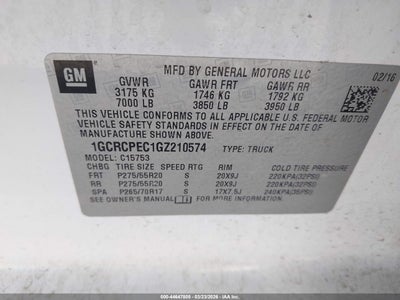 GM
MFD BY GENERAL MOTORS LLC 02/16
GVWR GAWR FRT GAWR RR
3175 KG 1746 KG 1792 KG
7000 LB 3850 LB 3950 LB
THIS VEHICLE CONFORMS TO ALL APPLICABLE U.S. FEDERAL MOTOR
VEHICLE SAFETY AND THEFT PREVENTION STANDARDS IN EFFECT ON THE DATE
OF MANUFACTURE SHOWN ABOVE.
1GCRCPEC1GZ210574 TYPE: TRUCK
MODEL: C15753
CHBG TIRE SIZE SPEED RTG RIM COLD TIRE PRESSURE
FRT P275/55R20 S 20X9J 220KPA(32PSI)
RR P275/55R20 S 20X9J 220KPA(32PSI)
SPA P265/70R17 S 17X7.5J 240KPA(35PSI)
SEE OWNER'S MANUAL FOR ADDITIONAL INFORMATION.